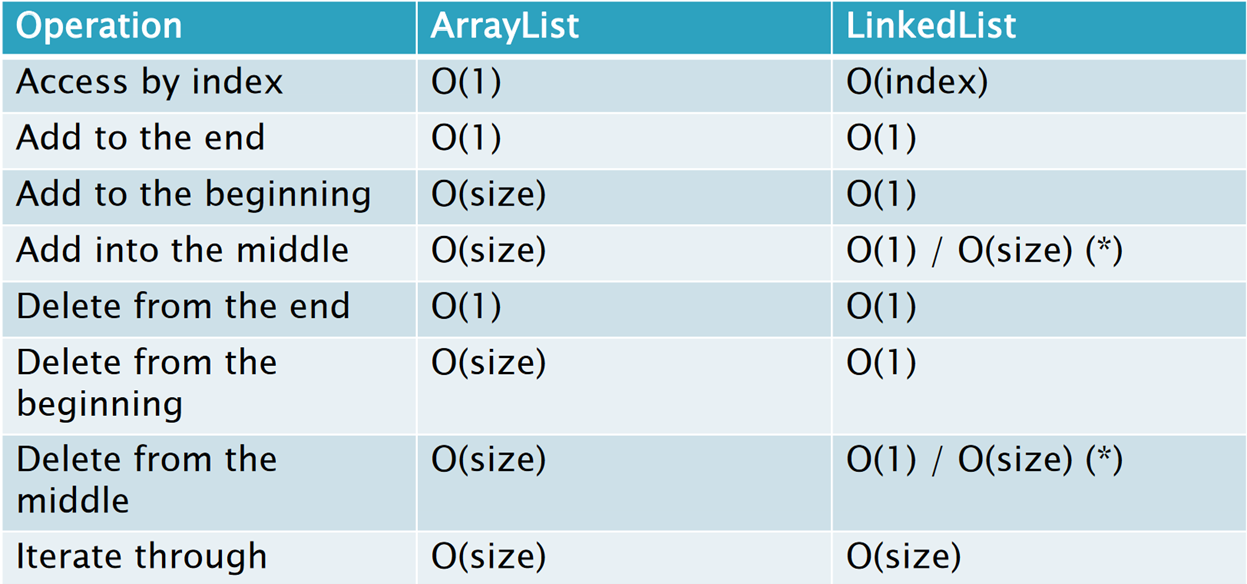 Operation ArrayList LinkedList
Access by index O(1) O(index)
Add to the end O(1) O(1)
Add to the beginning O(size) O(1)
Add into the middle O(size) O(1) / O(size) (*)
Delete from the end O(1) O(1)
Delete from the O(size) O(1)
beginning
Delete from the O(size) O(1) / O(size) (*)
middle
Iterate through O(size) O(size)